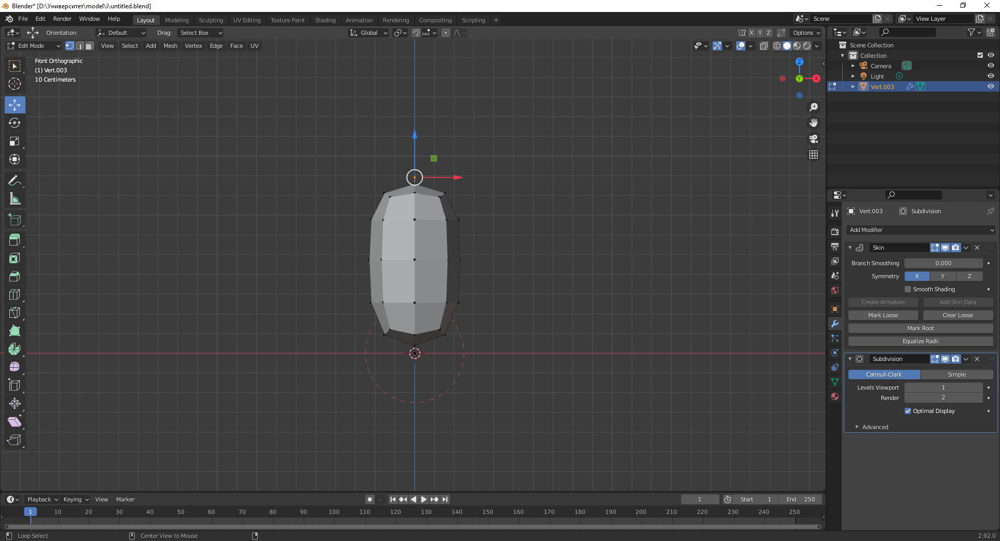 Blender* [D:\Университет\model\i\untitled.blend]
File Edit Render Window Help Layout Modeling Sculpting UV Editing Texture Paint Shading Animation Rendering Compositing Scripting + Scene View Layer
Orientation: Default Drag: Select Box Global X Y Z Options
Edit Mode View Select Add Mesh Vertex Edge Face UV
Front Orthographic
(1) Vert.003
10 Centimeters
Z
Y
X
Scene Collection
Collection
Camera
Light
Vert.003
Vert.003 Subdivision
Add Modifier
Skin
Branch Smoothing 0.000
Symmetry X Y Z
Smooth Shading
Create Armature Add Skin Data
Mark Loose Clear Loose
Mark Root
Equalize Radii
Subdivision
Catmull-Clark Simple
Levels Viewport 1
Render 2
Optimal Display
Advanced
Playback Keying View Marker 1 Start 1 End 250
1 10 20 30 40 50 60 70 80 90 100 110 120 130 140 150 160 170 180 190 200 210 220 230 240 250
Loop Select Center View to Mouse 2.92.0